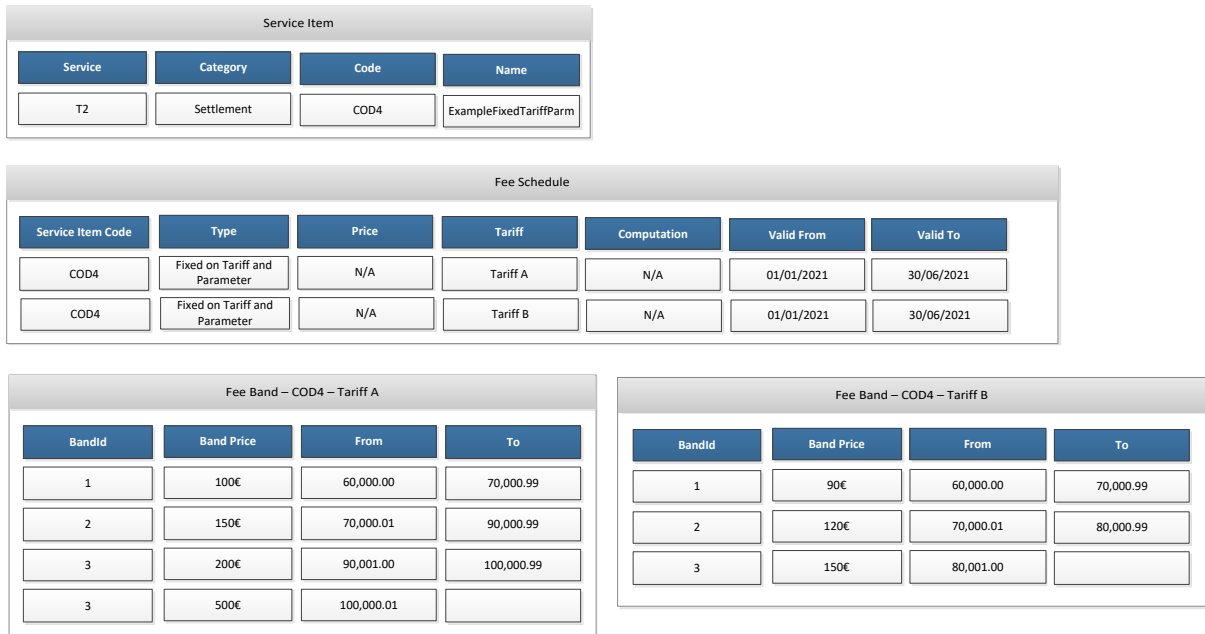 Service Item
Service Category Code Name
T2 Settlement COD4 ExampleFixedTariffParm
Fee Schedule
Service Item Code Type Price Tariff Computation Valid From Valid To
COD4 Fixed on Tariff and Parameter N/A Tariff A N/A 01/01/2021 30/06/2021
COD4 Fixed on Tariff and Parameter N/A Tariff B N/A 01/01/2021 30/06/2021
Fee Band – COD4 – Tariff A
BandId Band Price From To
1 100€ 60,000.00 70,000.99
2 150€ 70,000.01 90,000.99
3 200€ 90,001.00 100,000.99
3 500€ 100,000.01
Fee Band – COD4 – Tariff B
BandId Band Price From To
1 90€ 60,000.00 70,000.99
2 120€ 70,000.01 80,000.99
3 150€ 80,001.00